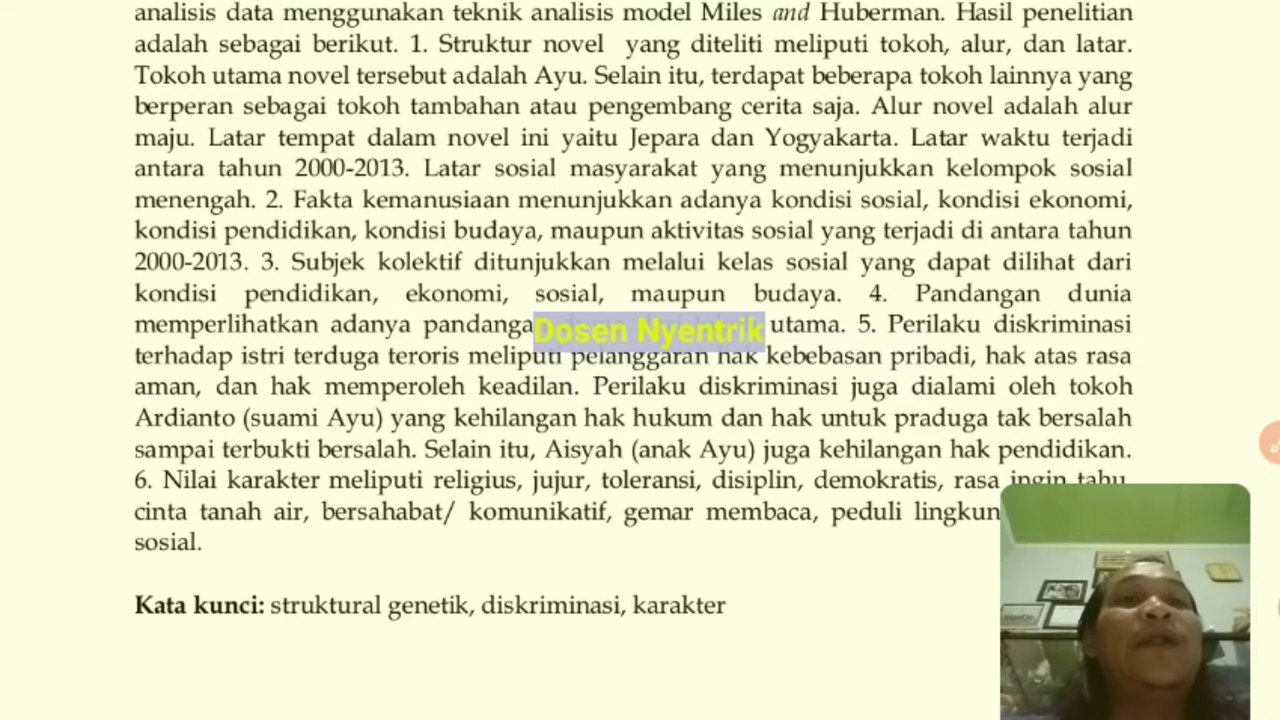 analisis data menggunakan teknik analisis model Miles and Huberman. Hasil penelitian
adalah sebagai berikut. 1. Struktur novel yang diteliti meliputi tokoh, alur, dan latar.
Tokoh utama novel tersebut adalah Ayu. Selain itu, terdapat beberapa tokoh lainnya yang
berperan sebagai tokoh tambahan atau pengembang cerita saja. Alur novel adalah alur
maju. Latar tempat dalam novel ini yaitu Jepara dan Yogyakarta. Latar waktu terjadi
antara tahun 2000-2013. Latar sosial masyarakat yang menunjukkan kelompok sosial
menengah. 2. Fakta kemanusiaan menunjukkan adanya kondisi sosial, kondisi ekonomi,
kondisi pendidikan, kondisi budaya, maupun aktivitas sosial yang terjadi di antara tahun
2000-2013. 3. Subjek kolektif ditunjukkan melalui kelas sosial yang dapat dilihat dari
kondisi pendidikan, ekonomi, sosial, maupun budaya. 4. Pandangan dunia
memperlihatkan adanya pandanga Dosen Nyentrik utama. 5. Perilaku diskriminasi
terhadap istri terduga teroris meliputi pelanggaran hak kebebasan pribadi, hak atas rasa
aman, dan hak memperoleh keadilan. Perilaku diskriminasi juga dialami oleh tokoh
Ardianto (suami Ayu) yang kehilangan hak hukum dan hak untuk praduga tak bersalah
sampai terbukti bersalah. Selain itu, Aisyah (anak Ayu) juga kehilangan hak pendidikan.
6. Nilai karakter meliputi religius, jujur, toleransi, disiplin, demokratis, rasa ingin tahu,
cinta tanah air, bersahabat/ komunikatif, gemar membaca, peduli lingkun
sosial.
Kata kunci: struktural genetik, diskriminasi, karakter